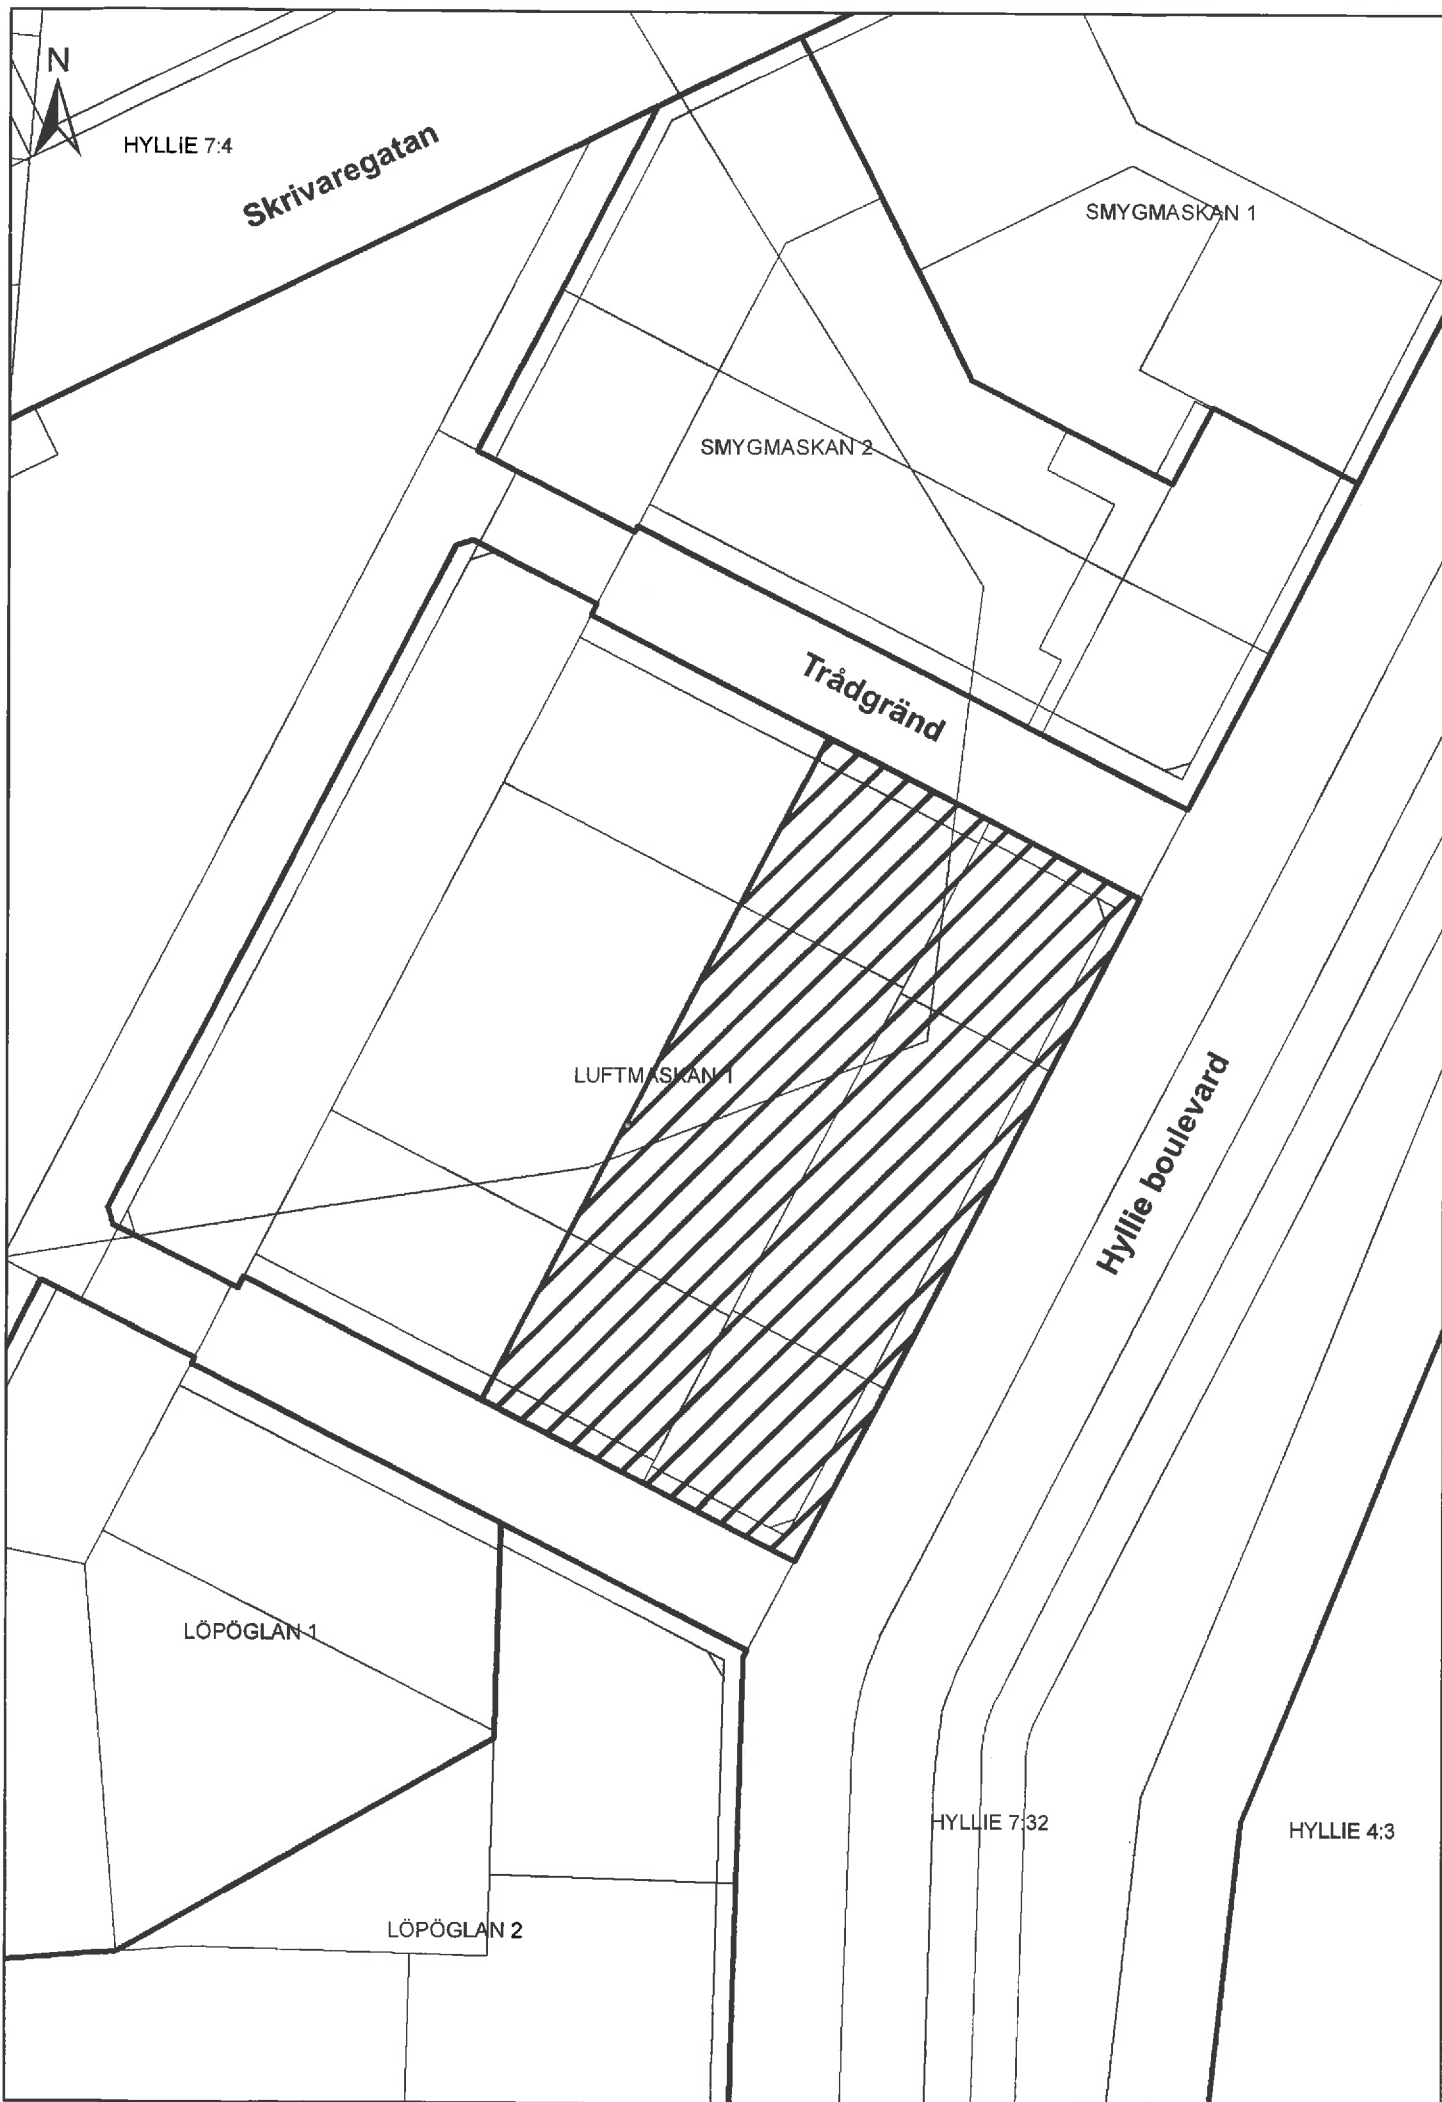 N
HYLLIE 7:4
Skrivaregatan
SMYGMASKAN 1
SMYGMASKAN 2
Trådgränd
LUFTMASKAN 1
Hyllie boulevard
LÖPÖGLAN 1
HYLLIE 7:32
HYLLIE 4:3
LÖPÖGLAN 2